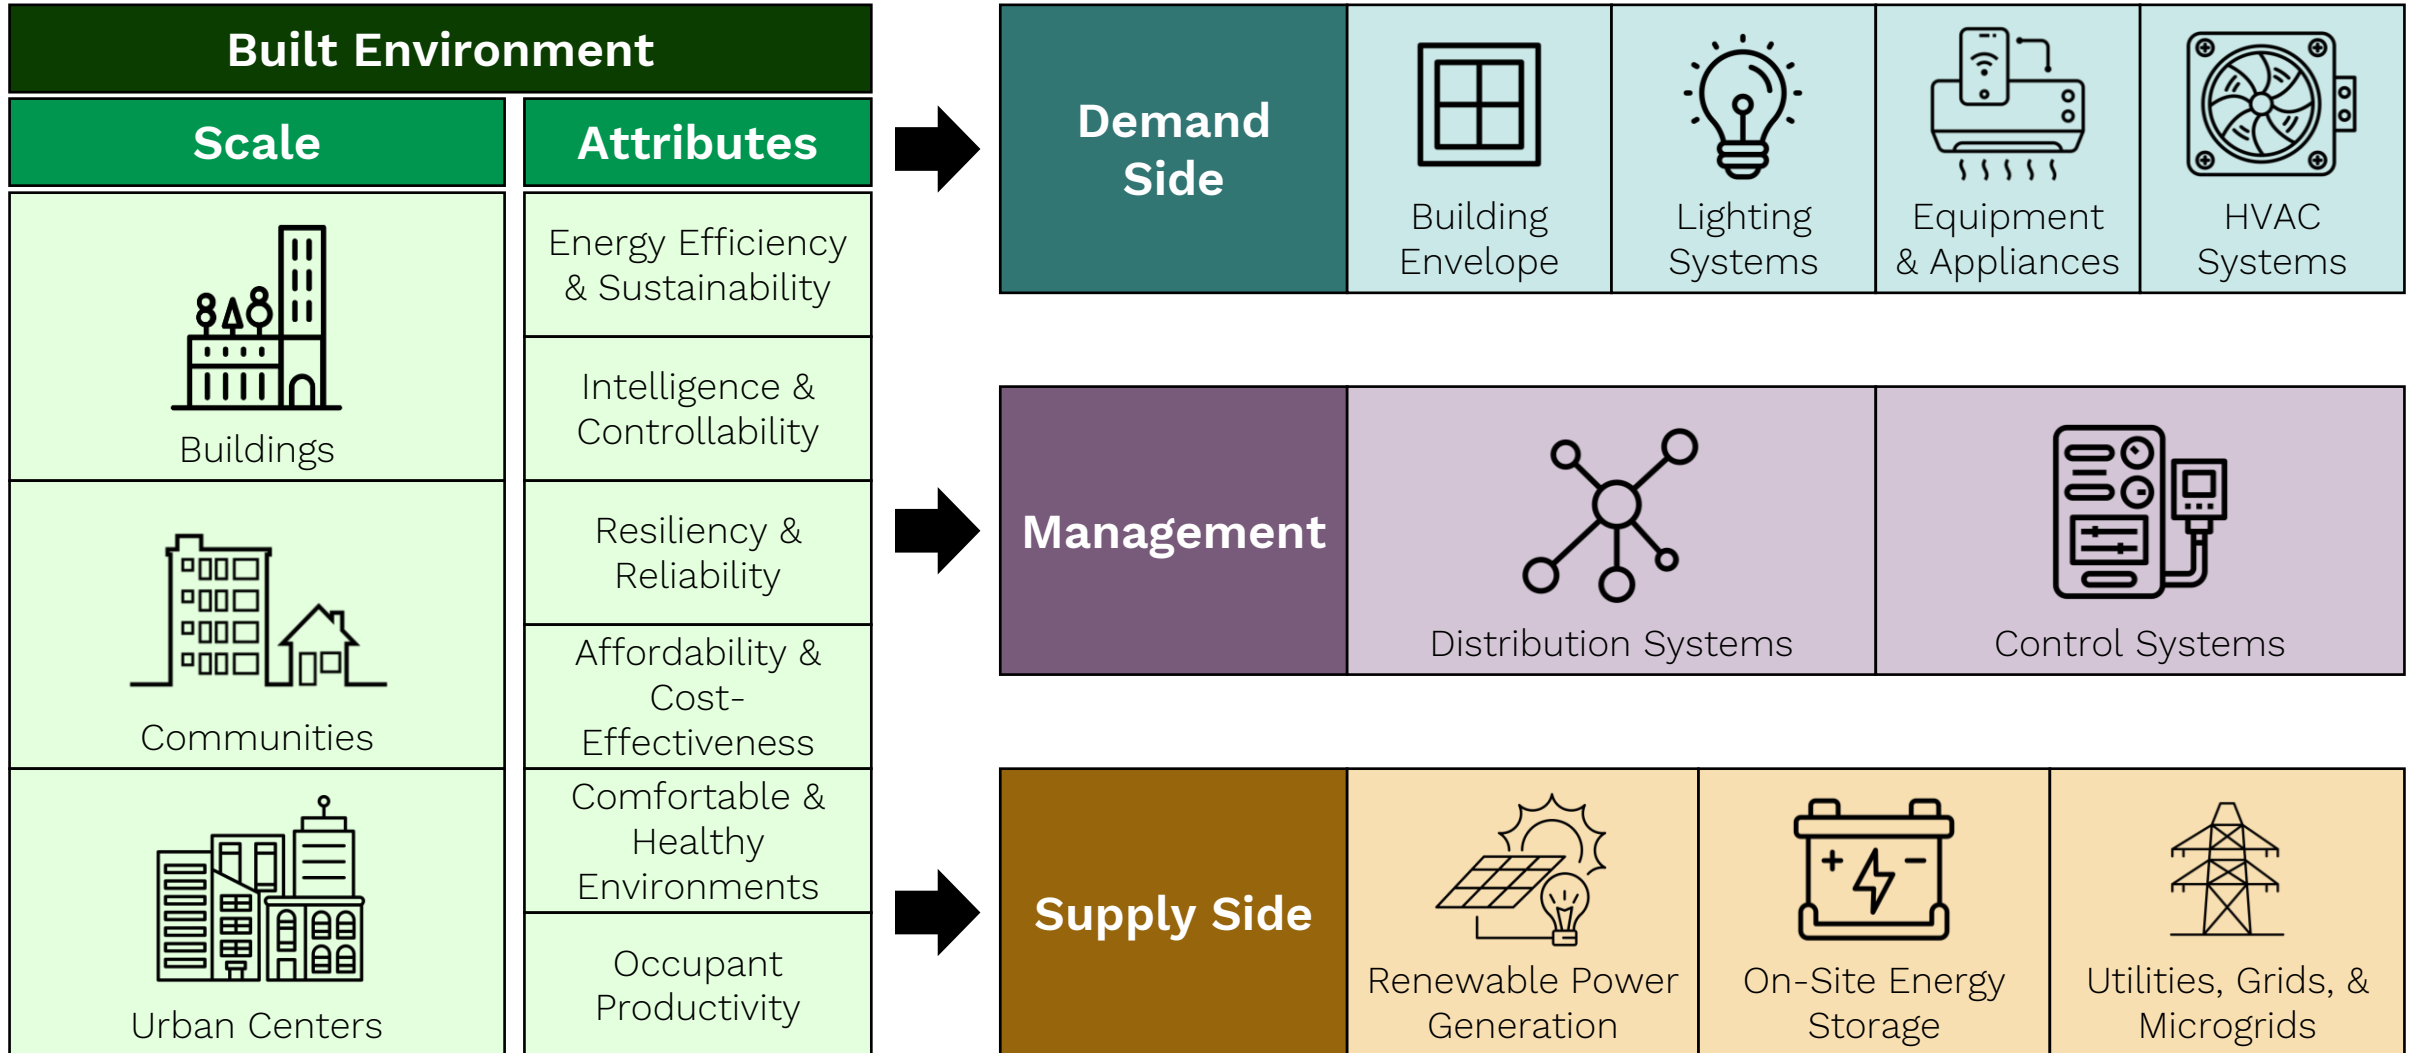 Built Environment
Scale
Attributes
Buildings
Communities
Urban Centers
Energy Efficiency
& Sustainability
Intelligence &
Controllability
Resiliency &
Reliability
Affordability &
Cost-
Effectiveness
Comfortable &
Healthy
Environments
Occupant
Productivity
Demand
Side
Building
Envelope
Lighting
Systems
Equipment
& Appliances
HVAC
Systems
Management
Distribution Systems
Control Systems
Supply Side
Renewable Power
Generation
On-Site Energy
Storage
Utilities, Grids, &
Microgrids